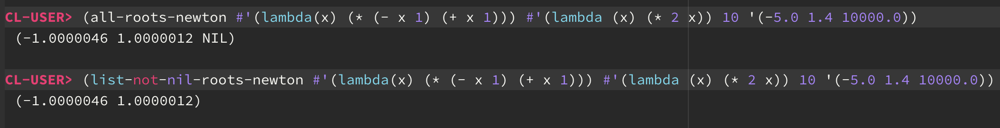 CL-USER> (all-roots-newton #'(lambda(x) (* (- x 1) (+ x 1))) #'(lambda (x) (* 2 x)) 10 '(-5.0 1.4 10000.0))
(-1.0000046 1.0000012 NIL)
CL-USER> (list-not-nil-roots-newton #'(lambda(x) (* (- x 1) (+ x 1))) #'(lambda (x) (* 2 x)) 10 '(-5.0 1.4 10000.0))
(-1.0000046 1.0000012)